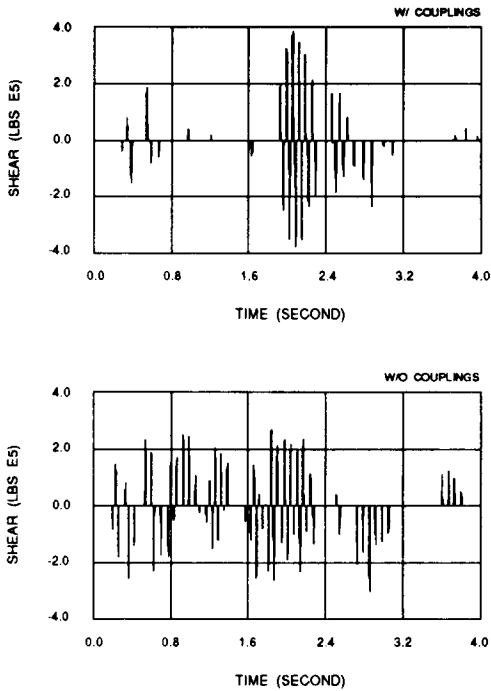 W/ COUPLINGS
4.0
2.0
0.0
-2.0
-4.0
SHEAR (LBS E5)
0.0 0.8 1.6 2.4 3.2 4.0
TIME (SECOND)
W/O COUPLINGS
4.0
2.0
0.0
-2.0
-4.0
SHEAR (LBS E5)
0.0 0.8 1.6 2.4 3.2 4.0
TIME (SECOND)